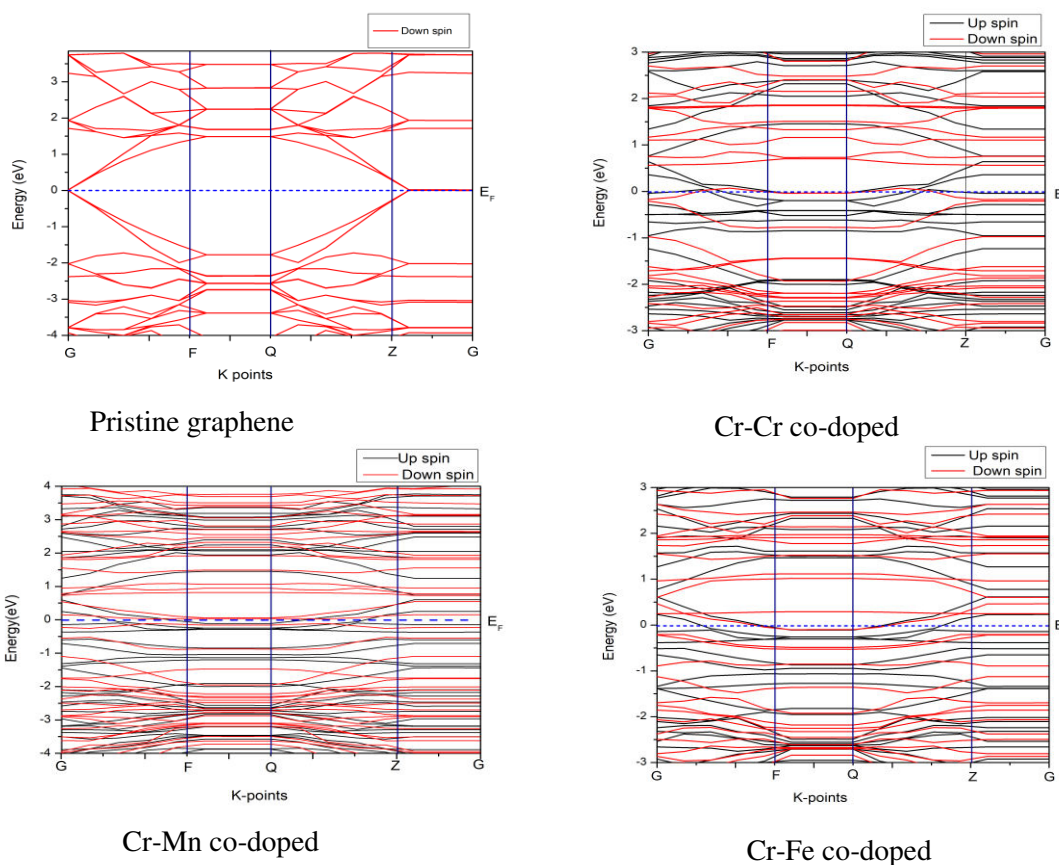 Down spin
3
2
1
0
-1
-2
-3
-4
Energy (eV)
E_F
G F Q Z G
K points
Pristine graphene
Up spin
Down spin
3
2
1
0
-1
-2
-3
Energy (eV)
E
G F Q Z G
K-points
Cr-Cr co-doped
Up spin
Down spin
4
3
2
1
0
-1
-2
-3
-4
Energy(eV)
E_F
G F Q Z G
K-points
Cr-Mn co-doped
Up spin
Down spin
3
2
1
0
-1
-2
-3
Energy (eV)
E
G F Q Z G
K-points
Cr-Fe co-doped